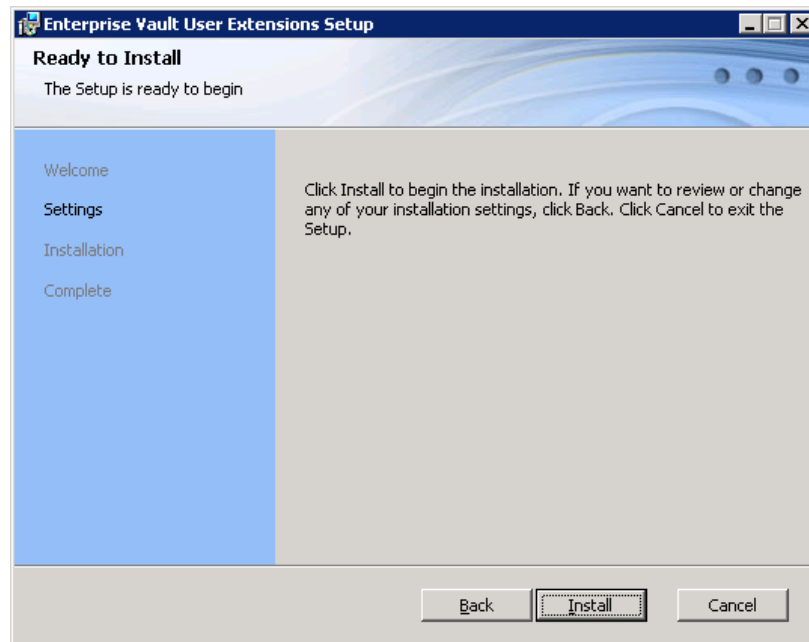 Enterprise Vault User Extensions Setup
Ready to Install
The Setup is ready to begin
Welcome
Settings
Installation
Complete
Click Install to begin the installation. If you want to review or change
any of your installation settings, click Back. Click Cancel to exit the
Setup.
Back
Install
Cancel